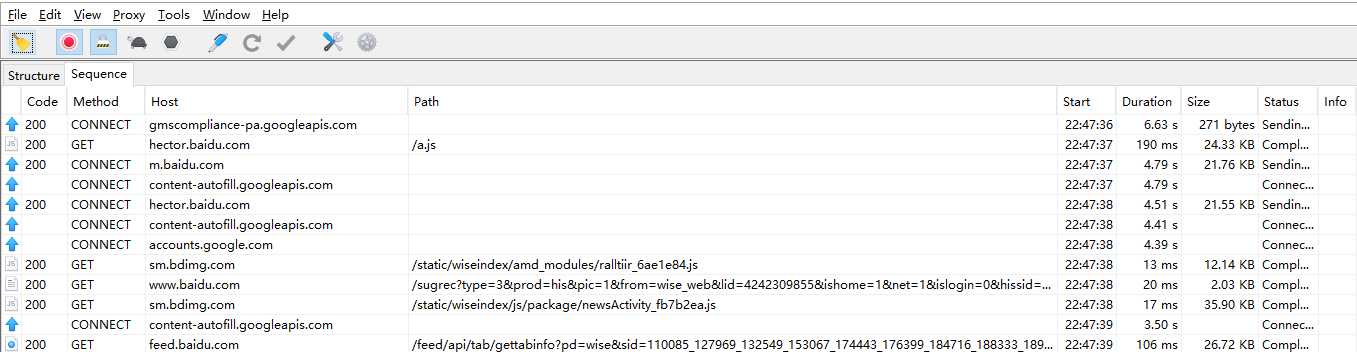 File Edit View Proxy Tools Window Help
Structure Sequence
Code Method Host Path Start Duration Size Status Info
200 CONNECT gmscompliance-pa.googleapis.com 22:47:36 6.63 s 271 bytes Sendin...
200 GET hector.baidu.com /a.js 22:47:37 190 ms 24.33 KB Compl...
200 CONNECT m.baidu.com 22:47:37 4.79 s 21.76 KB Sendin...
CONNECT content-autofill.googleapis.com 22:47:37 4.79 s Connec...
200 CONNECT hector.baidu.com 22:47:38 4.51 s 21.55 KB Sendin...
CONNECT content-autofill.googleapis.com 22:47:38 4.41 s Connec...
CONNECT accounts.google.com 22:47:38 4.39 s Connec...
JS 200 GET sm.bdimg.com /static/wiseindex/amd_modules/ralltiir_6ae1e84.js 22:47:38 13 ms 12.14 KB Compl...
200 GET www.baidu.com /sugrec?type=3&prod=his&pic=1&from=wise_web&lid=4242309855&ishome=1&net=1&islogin=0&hissid=... 22:47:38 20 ms 2.03 KB Compl...
JS 200 GET sm.bdimg.com /static/wiseindex/js/package/newsActivity_fb7b2ea.js 22:47:38 17 ms 35.90 KB Compl...
CONNECT content-autofill.googleapis.com 22:47:39 3.50 s Connec...
200 GET feed.baidu.com /feed/api/tab/gettabinfo?pd=wise&sid=110085_127969_132549_153067_174443_176399_184716_188333_189... 22:47:39 106 ms 26.72 KB Compl...